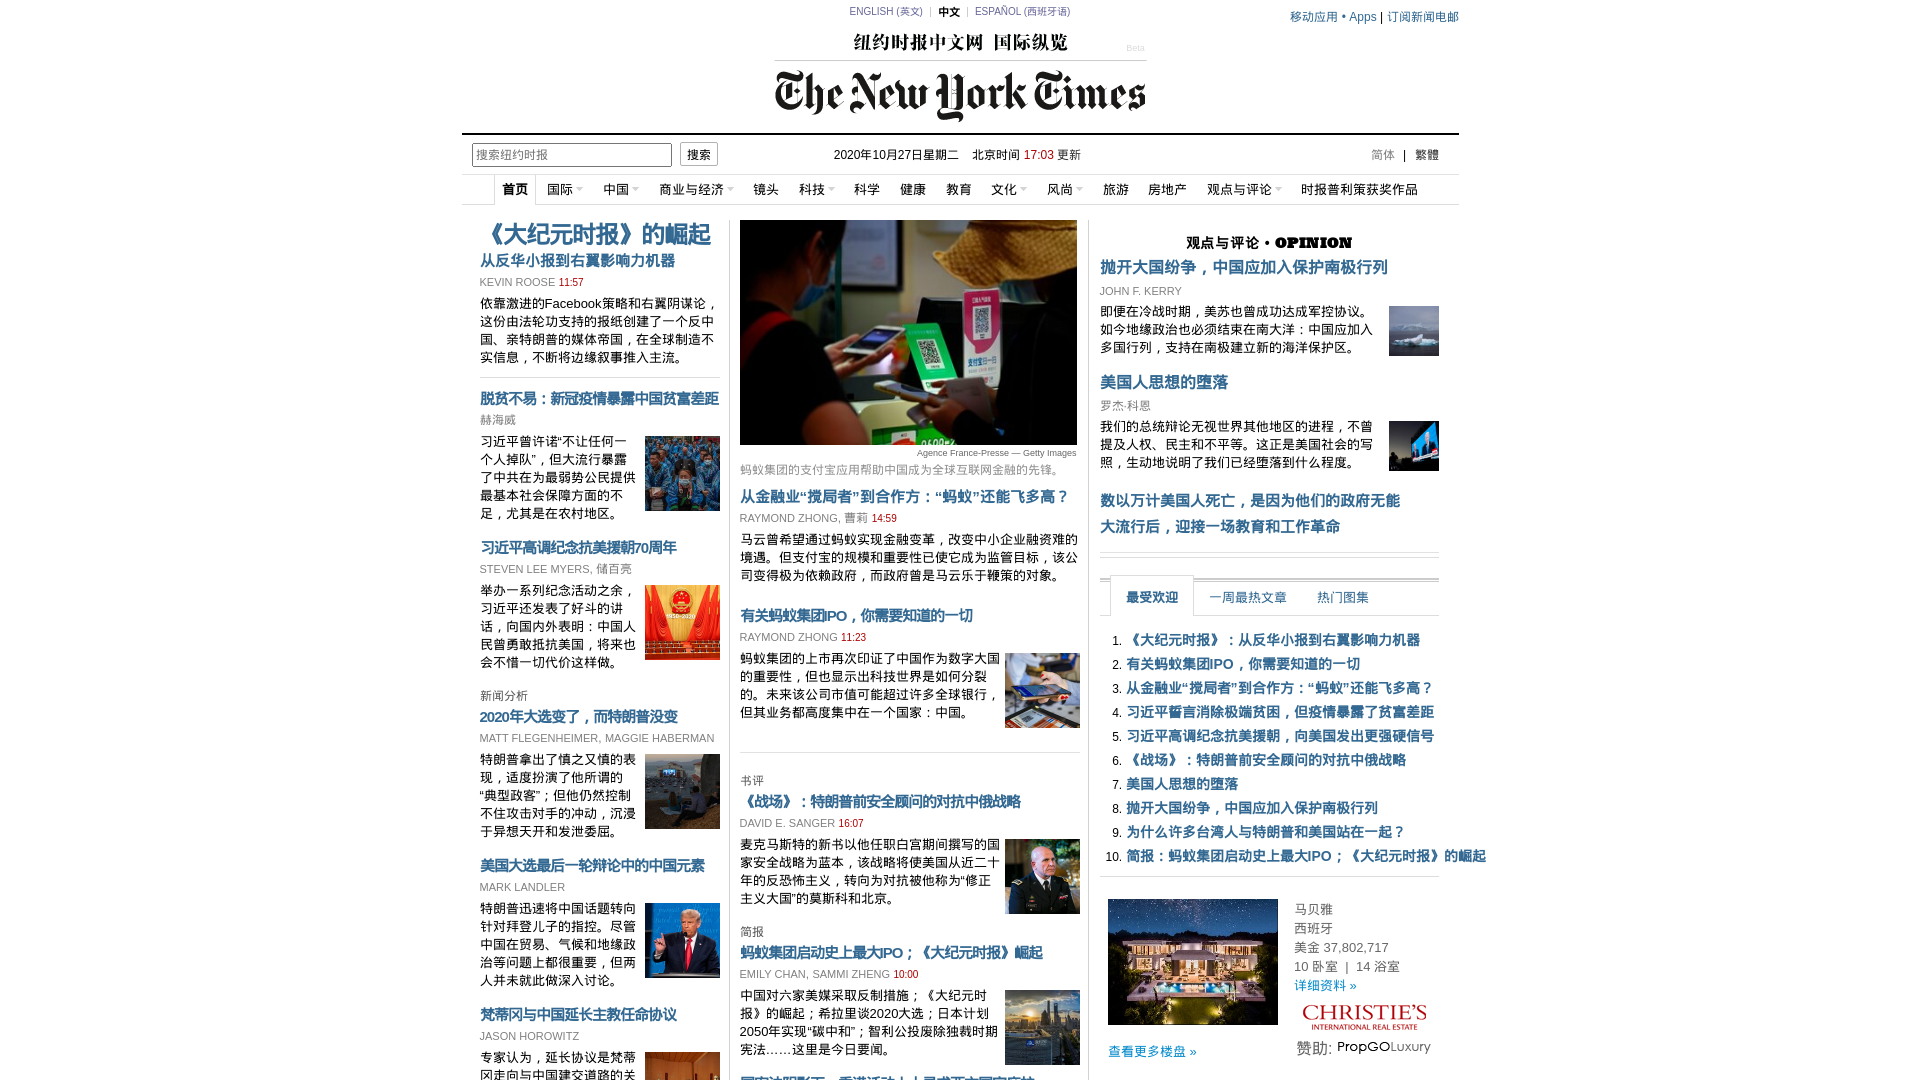 ENGLISH (英文) 中文 ESPAÑOL (西班牙语)
移动应用 • Apps | 订阅新闻电邮
纽约时报中文网 国际纵览
Beta
The New York Times
搜索纽约时报 搜索
2020年10月27日星期二 北京时间 17:03 更新
简体 | 繁體
首页 国际 中国 商业与经济 镜头 科技 科学 健康 教育 文化 风尚 旅游 房地产 观点与评论 时报普利策获奖作品
《大纪元时报》的崛起
从反华小报到右翼影响力机器
KEVIN ROOSE 11:57
依靠激进的Facebook策略和右翼阴谋论，
这份由法轮功支持的报纸创建了一个反中
国、亲特朗普的媒体帝国，在全球制造不
实信息，不断将边缘叙事推入主流。
脱贫不易：新冠疫情暴露中国贫富差距
赫海威
习近平曾许诺“不让任何一
个人掉队”，但大流行暴露
了中共在为最弱势公民提供
最基本社会保障方面的不
足，尤其是在农村地区。
习近平高调纪念抗美援朝70周年
STEVEN LEE MYERS, 储百亮
举办一系列纪念活动之余，
习近平还发表了好斗的讲
话，向国内外表明：中国人
民曾勇敢抵抗美国，将来也
会不惜一切代价这样做。
新闻分析
2020年大选变了，而特朗普没变
MATT FLEGENHEIMER, MAGGIE HABERMAN
特朗普拿出了慎之又慎的表
现，适度扮演了他所谓的
“典型政客”；但他仍然控制
不住攻击对手的冲动，沉浸
于异想天开和发泄委屈。
美国大选最后一轮辩论中的中国元素
MARK LANDLER
特朗普迅速将中国话题转向
针对拜登儿子的指控。尽管
中国在贸易、气候和地缘政
治等问题上都很重要，但两
人并未就此做深入讨论。
梵蒂冈与中国延长主教任命协议
JASON HOROWITZ
专家认为，延长协议是梵蒂
冈走向与中国建交道路的关
Agence France-Presse — Getty Images
蚂蚁集团的支付宝应用帮助中国成为全球互联网金融的先锋。
从金融业“搅局者”到合作方：“蚂蚁”还能飞多高？
RAYMOND ZHONG, 曹莉 14:59
马云曾希望通过蚂蚁实现金融变革，改变中小企业融资难的
境遇。但支付宝的规模和重要性已使它成为监管目标，该公
司变得极为依赖政府，而政府曾是马云乐于鞭策的对象。
有关蚂蚁集团IPO，你需要知道的一切
RAYMOND ZHONG 11:23
蚂蚁集团的上市再次印证了中国作为数字大国
的重要性，但也显示出科技世界是如何分裂
的。未来该公司市值可能超过许多全球银行，
但其业务都高度集中在一个国家：中国。
书评
《战场》：特朗普前安全顾问的对抗中俄战略
DAVID E. SANGER 16:07
麦克马斯特的新书以他任职白宫期间撰写的国
家安全战略为蓝本，该战略将使美国从近二十
年的反恐怖主义，转向为对抗被他称为“修正
主义大国”的莫斯科和北京。
简报
蚂蚁集团启动史上最大IPO；《大纪元时报》崛起
EMILY CHAN, SAMMI ZHENG 10:00
中国对六家美媒采取反制措施；《大纪元时
报》的崛起；希拉里谈2020大选；日本计划
2050年实现“碳中和”；智利公投废除独裁时期
宪法……这里是今日要闻。
观点与评论 • OPINION
抛开大国纷争，中国应加入保护南极行列
JOHN F. KERRY
即便在冷战时期，美苏也曾成功达成军控协议。
如今地缘政治也必须结束在南大洋：中国应加入
多国行列，支持在南极建立新的海洋保护区。
美国人思想的堕落
罗杰·科恩
我们的总统辩论无视世界其他地区的进程，不曾
提及人权、民主和不平等。这正是美国社会的写
照，生动地说明了我们已经堕落到什么程度。
数以万计美国人死亡，是因为他们的政府无能
大流行后，迎接一场教育和工作革命
最受欢迎 一周最热文章 热门图集
1. 《大纪元时报》：从反华小报到右翼影响力机器
2. 有关蚂蚁集团IPO，你需要知道的一切
3. 从金融业“搅局者”到合作方：“蚂蚁”还能飞多高？
4. 习近平誓言消除极端贫困，但疫情暴露了贫富差距
5. 习近平高调纪念抗美援朝，向美国发出更强硬信号
6. 《战场》：特朗普前安全顾问的对抗中俄战略
7. 美国人思想的堕落
8. 抛开大国纷争，中国应加入保护南极行列
9. 为什么许多台湾人与特朗普和美国站在一起？
10. 简报：蚂蚁集团启动史上最大IPO；《大纪元时报》的崛起
马贝雅
西班牙
美金 37,802,717
10 卧室 | 14 浴室
详细资料 »
CHRISTIE'S
INTERNATIONAL REAL ESTATE
查看更多楼盘 »
赞助: PropGOLuxury